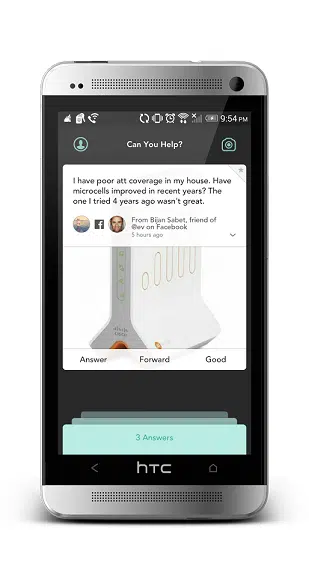 9:54 PM
Can You Help?
I have poor att coverage in my house. Have
microcells improved in recent years? The
one I tried 4 years ago wasn't great.
From Bijan Sabet, friend of
@ev on Facebook
5 hours ago
Answer Forward Good
3 Answers
hTC